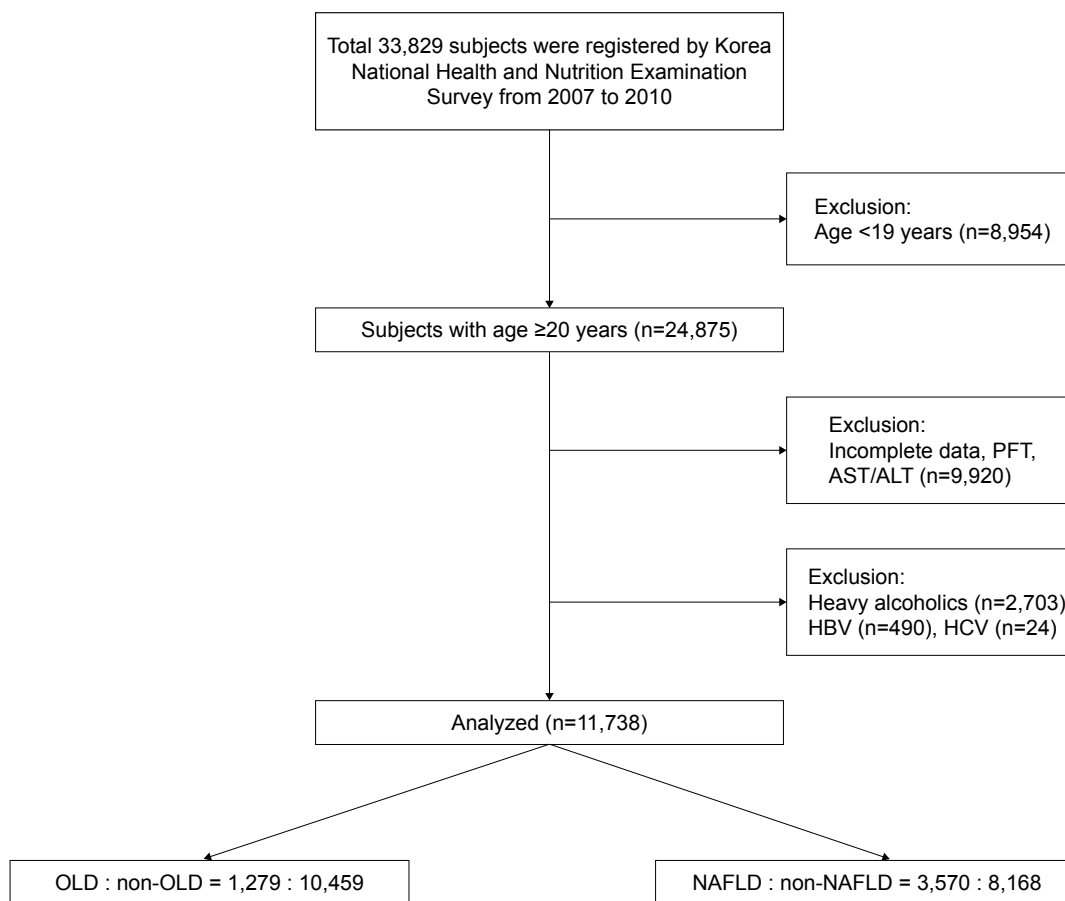 Total 33,829 subjects were registered by Korea
National Health and Nutrition Examination
Survey from 2007 to 2010
Exclusion:
Age <19 years (n=8,954)
Subjects with age ≥20 years (n=24,875)
Exclusion:
Incomplete data, PFT,
AST/ALT (n=9,920)
Exclusion:
Heavy alcoholics (n=2,703)
HBV (n=490), HCV (n=24)
Analyzed (n=11,738)
OLD : non-OLD = 1,279 : 10,459
NAFLD : non-NAFLD = 3,570 : 8,168